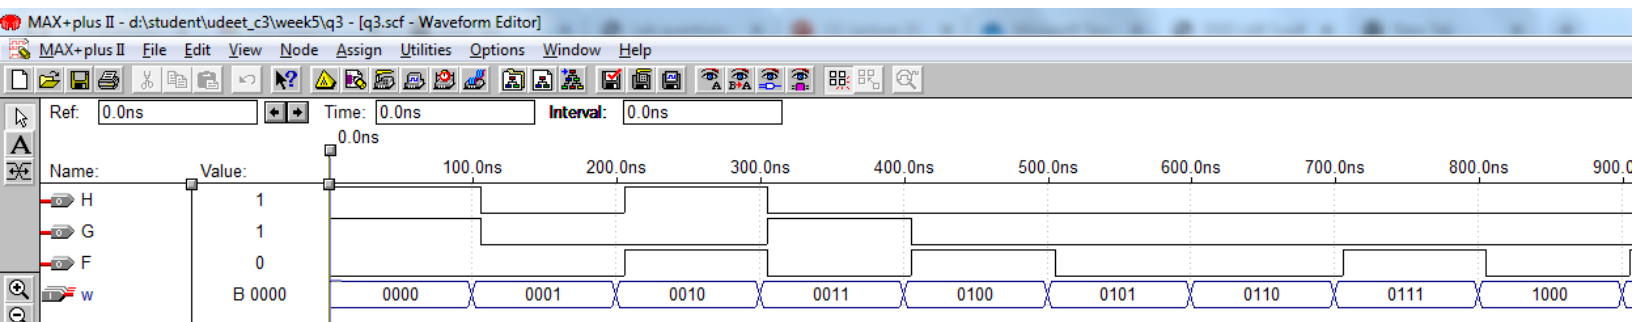 MAX+plus II - d:\student\udeet_c3\week5\q3 - [q3.scf - Waveform Editor]
MAX+plus II File Edit View Node Assign Utilities Options Window Help
Ref: 0.0ns Time: 0.0ns Interval: 0.0ns
0.0ns
Name: Value: 100.0ns 200.0ns 300.0ns 400.0ns 500.0ns 600.0ns 700.0ns 800.0ns 900.0
H 1
G 1
F 0
w B 0000 0000 0001 0010 0011 0100 0101 0110 0111 1000